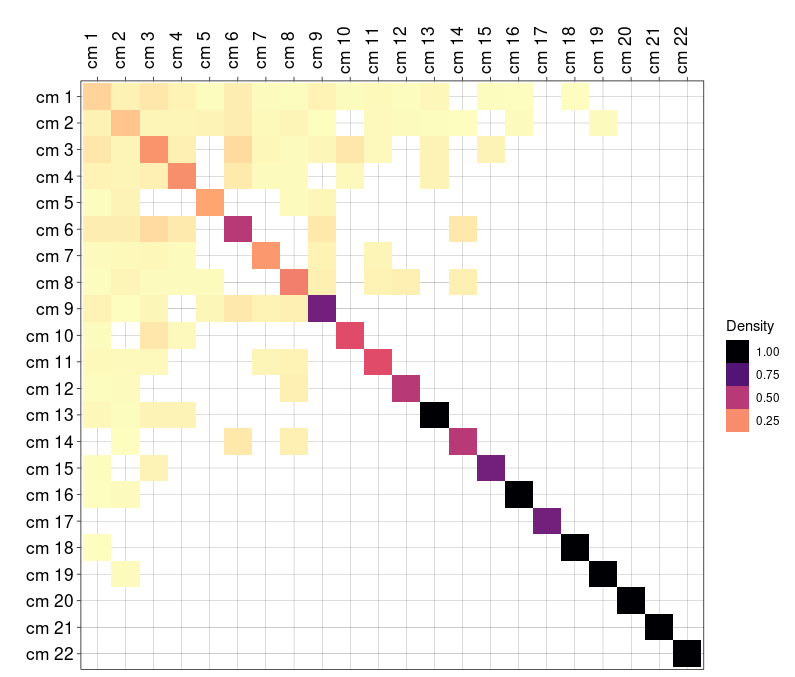 cm 1
cm 2
cm 3
cm 4
cm 5
cm 6
cm 7
cm 8
cm 9
cm 10
cm 11
cm 12
cm 13
cm 14
cm 15
cm 16
cm 17
cm 18
cm 19
cm 20
cm 21
cm 22
cm 1
cm 2
cm 3
cm 4
cm 5
cm 6
cm 7
cm 8
cm 9
cm 10
cm 11
cm 12
cm 13
cm 14
cm 15
cm 16
cm 17
cm 18
cm 19
cm 20
cm 21
cm 22
Density
1.00
0.75
0.50
0.25